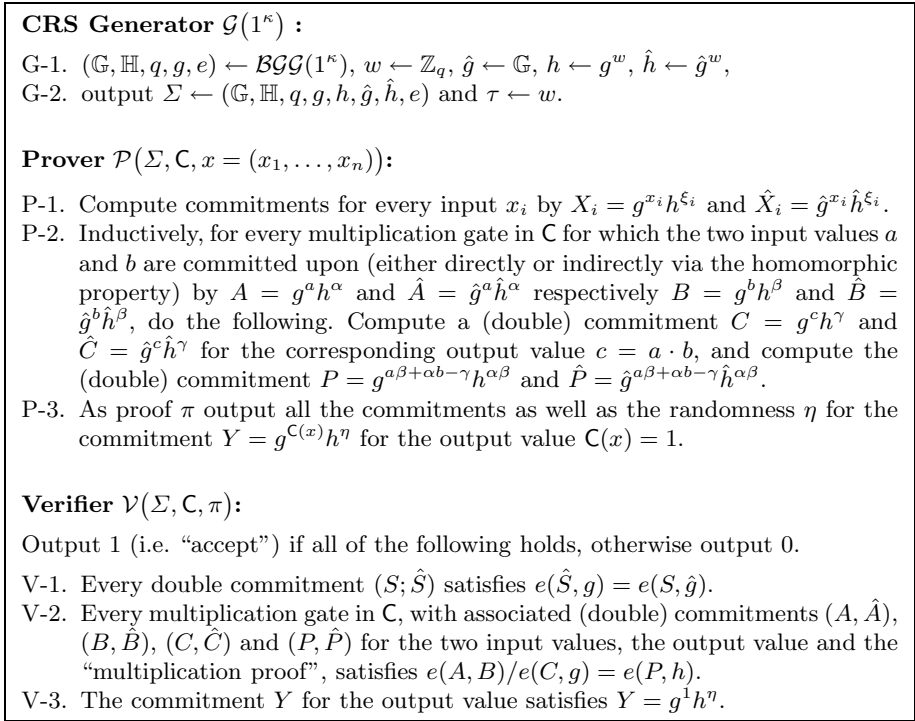 CRS Generator 𝒢(1^κ) :
G-1. (𝔾, ℍ, q, g, e) ← ℬ𝒢𝒢(1^κ), w ← ℤ_q, ĝ ← 𝔾, h ← g^w, ĥ ← ĝ^w,
G-2. output Σ ← (𝔾, ℍ, q, g, h, ĝ, ĥ, e) and τ ← w.
Prover 𝒫(Σ, C, x = (x_1, . . . , x_n)):
P-1. Compute commitments for every input x_i by X_i = g^{x_i} h^{ξ_i} and X̂_i = ĝ^{x_i} ĥ^{ξ_i}.
P-2. Inductively, for every multiplication gate in C for which the two input values a
and b are committed upon (either directly or indirectly via the homomorphic
property) by A = g^a h^α and Â = ĝ^a ĥ^α respectively B = g^b h^β and B̂ =
ĝ^b ĥ^β, do the following. Compute a (double) commitment C = g^c h^γ and
Ĉ = ĝ^c ĥ^γ for the corresponding output value c = a · b, and compute the
(double) commitment P = g^{aβ+αb−γ} h^{αβ} and P̂ = ĝ^{aβ+αb−γ} ĥ^{αβ}.
P-3. As proof π output all the commitments as well as the randomness η for the
commitment Y = g^{C(x)} h^η for the output value C(x) = 1.
Verifier 𝒱(Σ, C, π):
Output 1 (i.e. “accept”) if all of the following holds, otherwise output 0.
V-1. Every double commitment (S; Ŝ) satisfies e(Ŝ, g) = e(S, ĝ).
V-2. Every multiplication gate in C, with associated (double) commitments (A, Â),
(B, B̂), (C, Ĉ) and (P, P̂) for the two input values, the output value and the
“multiplication proof”, satisfies e(A, B)/e(C, g) = e(P, h).
V-3. The commitment Y for the output value satisfies Y = g^1 h^η.